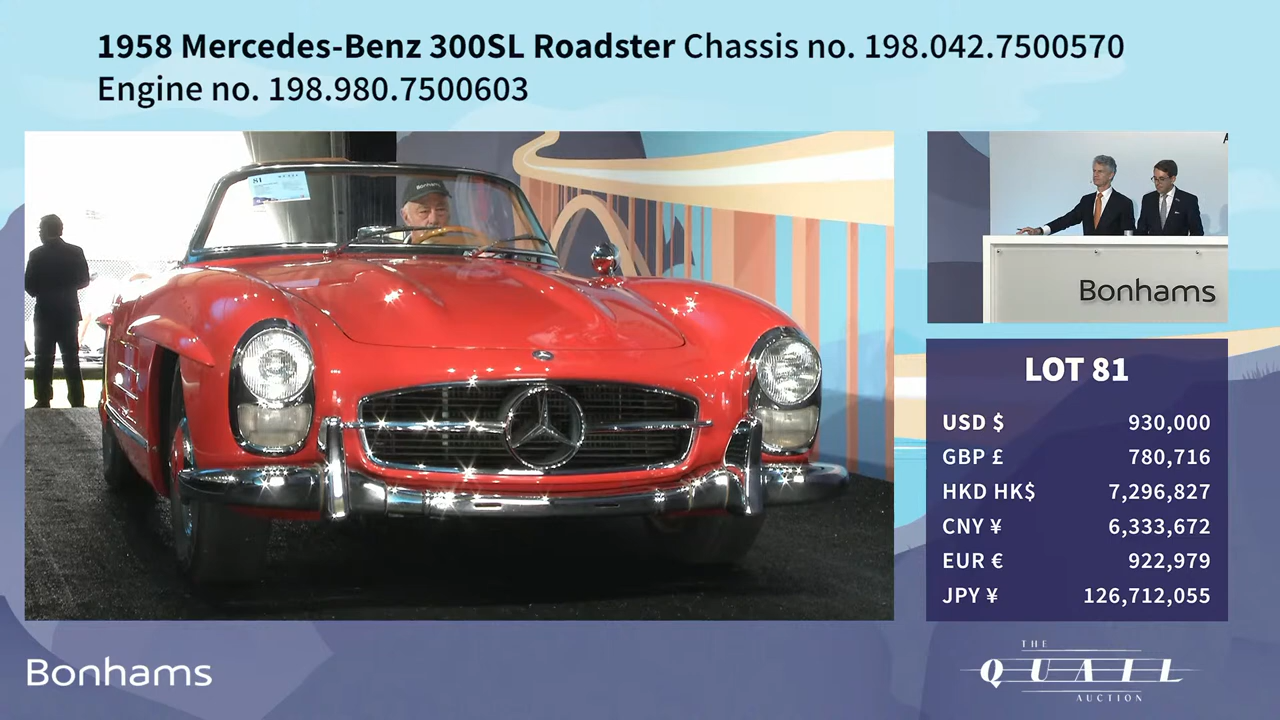 1958 Mercedes-Benz 300SL Roadster Chassis no. 198.042.7500570
Engine no. 198.980.7500603
81
Bonhams
A
Bonhams
LOT 81
USD $ 930,000
GBP £ 780,716
HKD HK$ 7,296,827
CNY ¥ 6,333,672
EUR € 922,979
JPY ¥ 126,712,055
Bonhams
THE
QUAIL
AUCTION